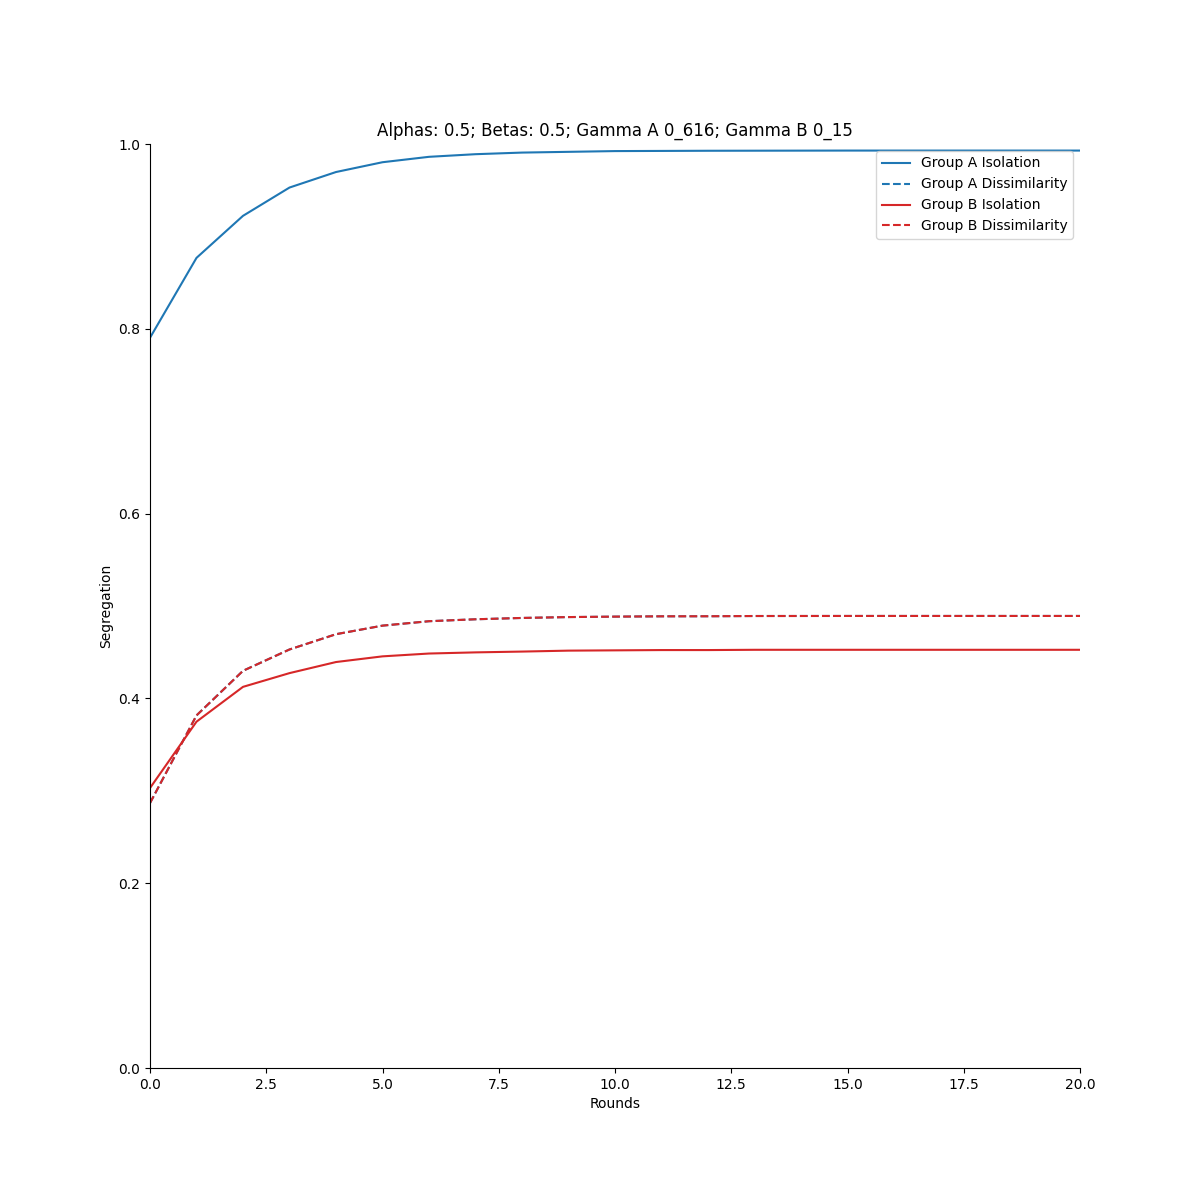 Alphas: 0.5; Betas: 0.5; Gamma A 0_616; Gamma B 0_15
1.0
0.8
0.6
0.4
0.2
0.0
Segregation
Group A Isolation
Group A Dissimilarity
Group B Isolation
Group B Dissimilarity
0.0 2.5 5.0 7.5 10.0 12.5 15.0 17.5 20.0
Rounds